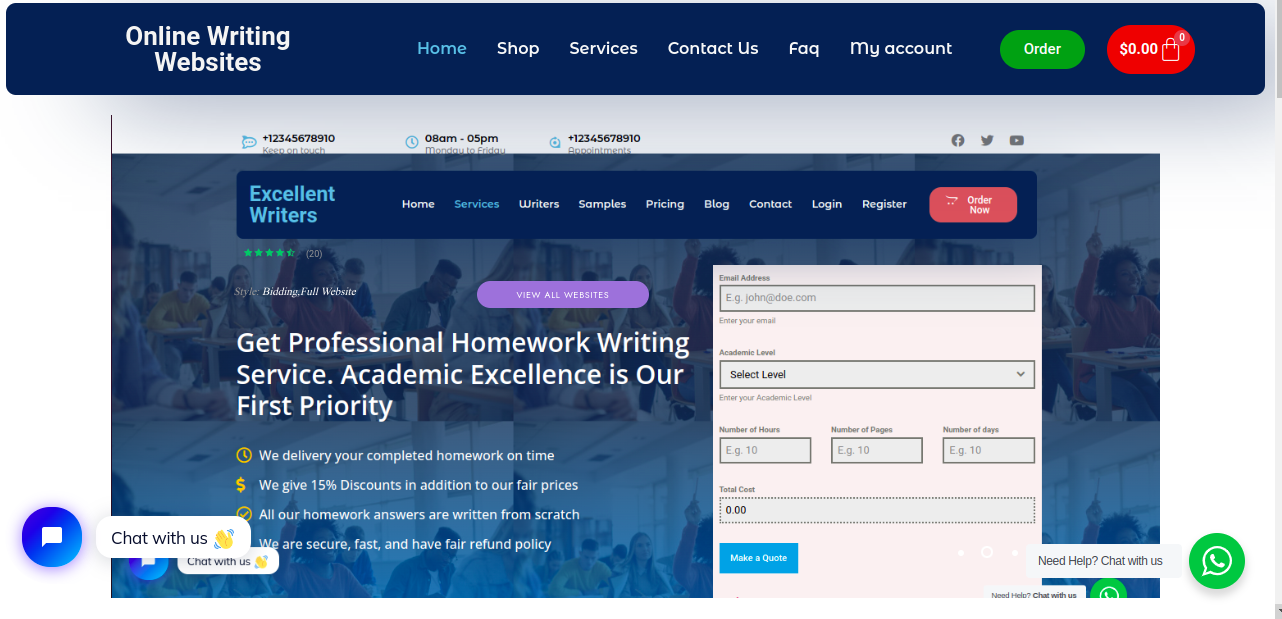 Online Writing
Websites
Home
Shop
Services
Contact Us
Faq
My account
Order
$0.00
0
+12345678910
Keep on touch
08am - 05pm
Monday to Friday
+12345678910
Appointments
Excellent
Writers
Home
Services
Writers
Samples
Pricing
Blog
Contact
Login
Register
Order
Now
(20)
Style: Bidding,Full Website
VIEW ALL WEBSITES
Get Professional Homework Writing
Service. Academic Excellence is Our
First Priority
We delivery your completed homework on time
We give 15% Discounts in addition to our fair prices
All our homework answers are written from scratch
We are secure, fast, and have fair refund policy
Email Address
E.g. john@doe.com
Enter your email
Academic Level
Select Level
Enter your Academic Level
Number of Hours
Number of Pages
Number of days
E.g. 10
E.g. 10
E.g. 10
Total Cost
0.00
Make a Quote
Chat with us 👋
Chat with us 👋
Need Help? Chat with us
Need Help? Chat with us